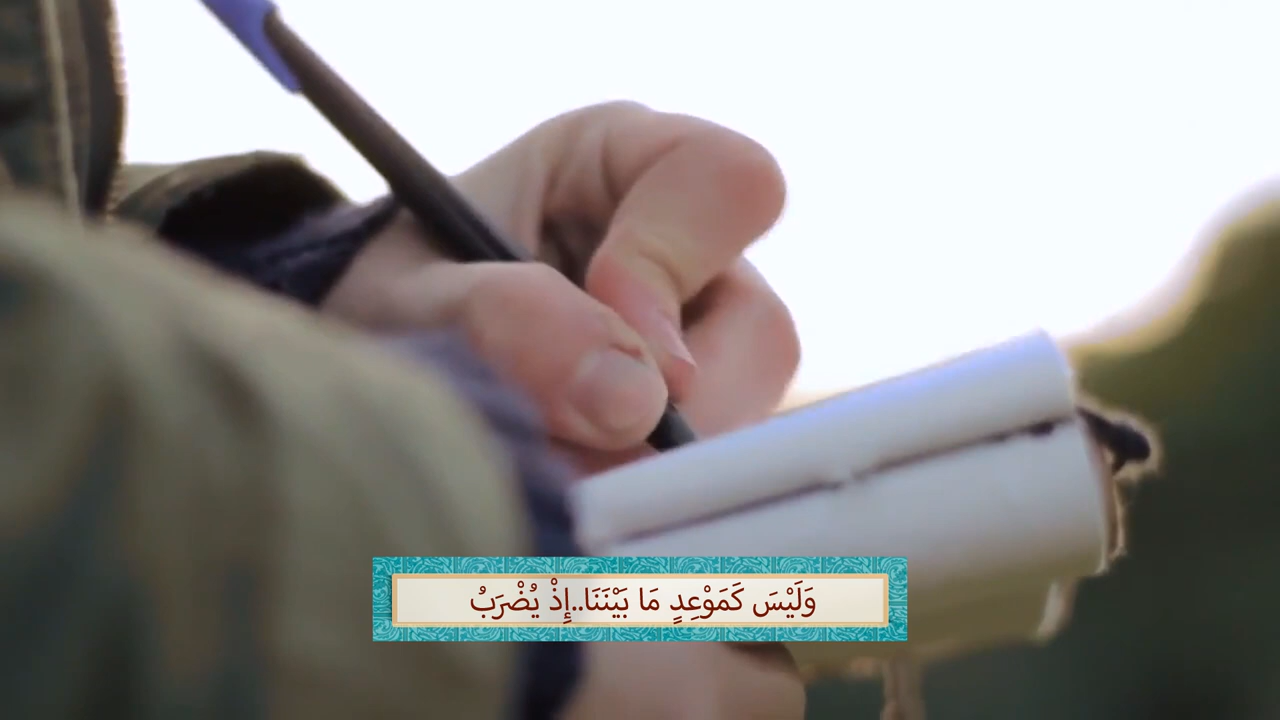 وَلَيْسَ كَمَوْعِدٍ مَا بَيْنَنَا..إِذْ يُضْرَبُ